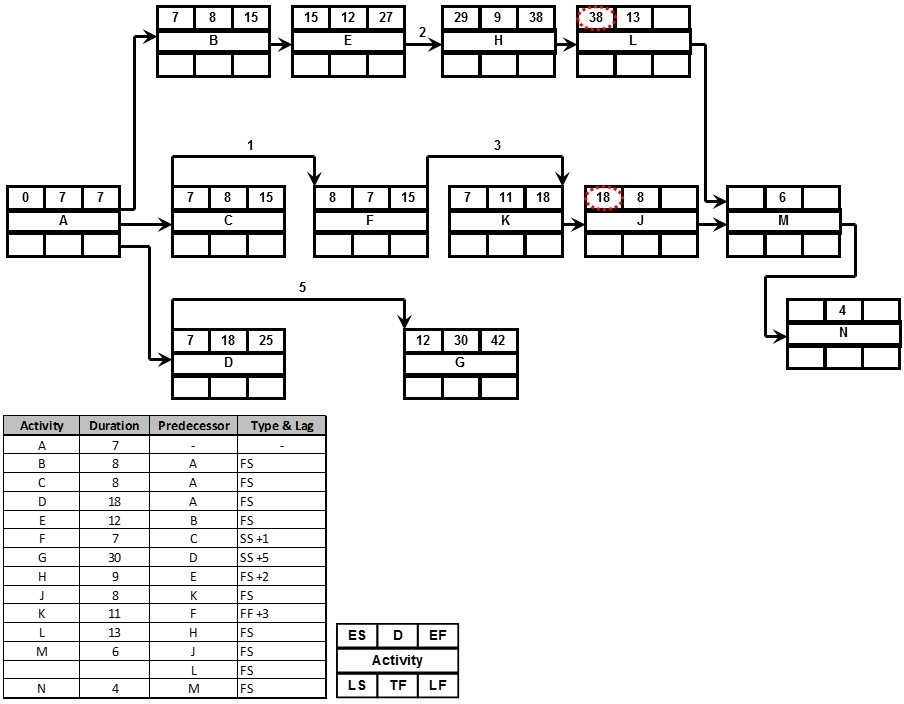 7 8 15
B
15 12 27
E
2
29 9 38
H
38 13
L
1
3
0 7 7
A
7 8 15
C
8 7 15
F
7 11 18
K
18 8
J
6
M
4
N
5
7 18 25
D
12 30 42
G
Activity Duration Predecessor Type & Lag
A 7 - -
B 8 A FS
C 8 A FS
D 18 A FS
E 12 B FS
F 7 C SS +1
G 30 D SS +5
H 9 E FS +2
J 8 K FS
K 11 F FF +3
L 13 H FS
M 6 J FS
L FS
N 4 M FS
ES D EF
Activity
LS TF LF